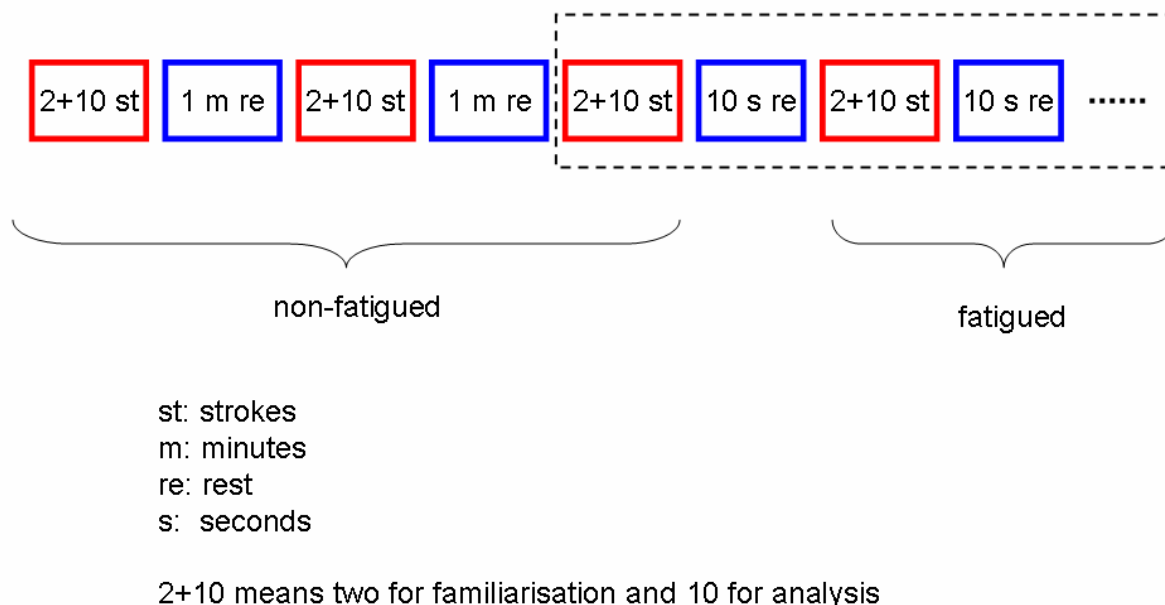 2+10 st 1 m re 2+10 st 1 m re 2+10 st 10 s re 2+10 st 10 s re ······
non-fatigued
fatigued
st: strokes
m: minutes
re: rest
s: seconds
2+10 means two for familiarisation and 10 for analysis